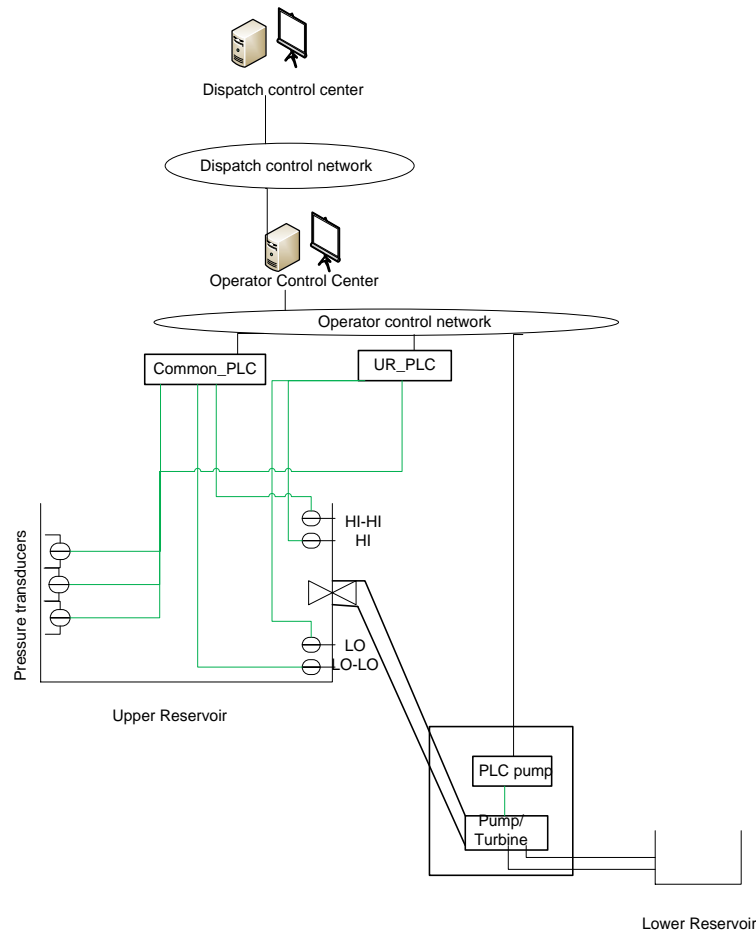 Dispatch control center
Dispatch control network
Operator Control Center
Operator control network
Common_PLC
UR_PLC
HI-HI
HI
Pressure transducers
LO
LO-LO
Upper Reservoir
PLC pump
Pump/
Turbine
Lower Reservoir